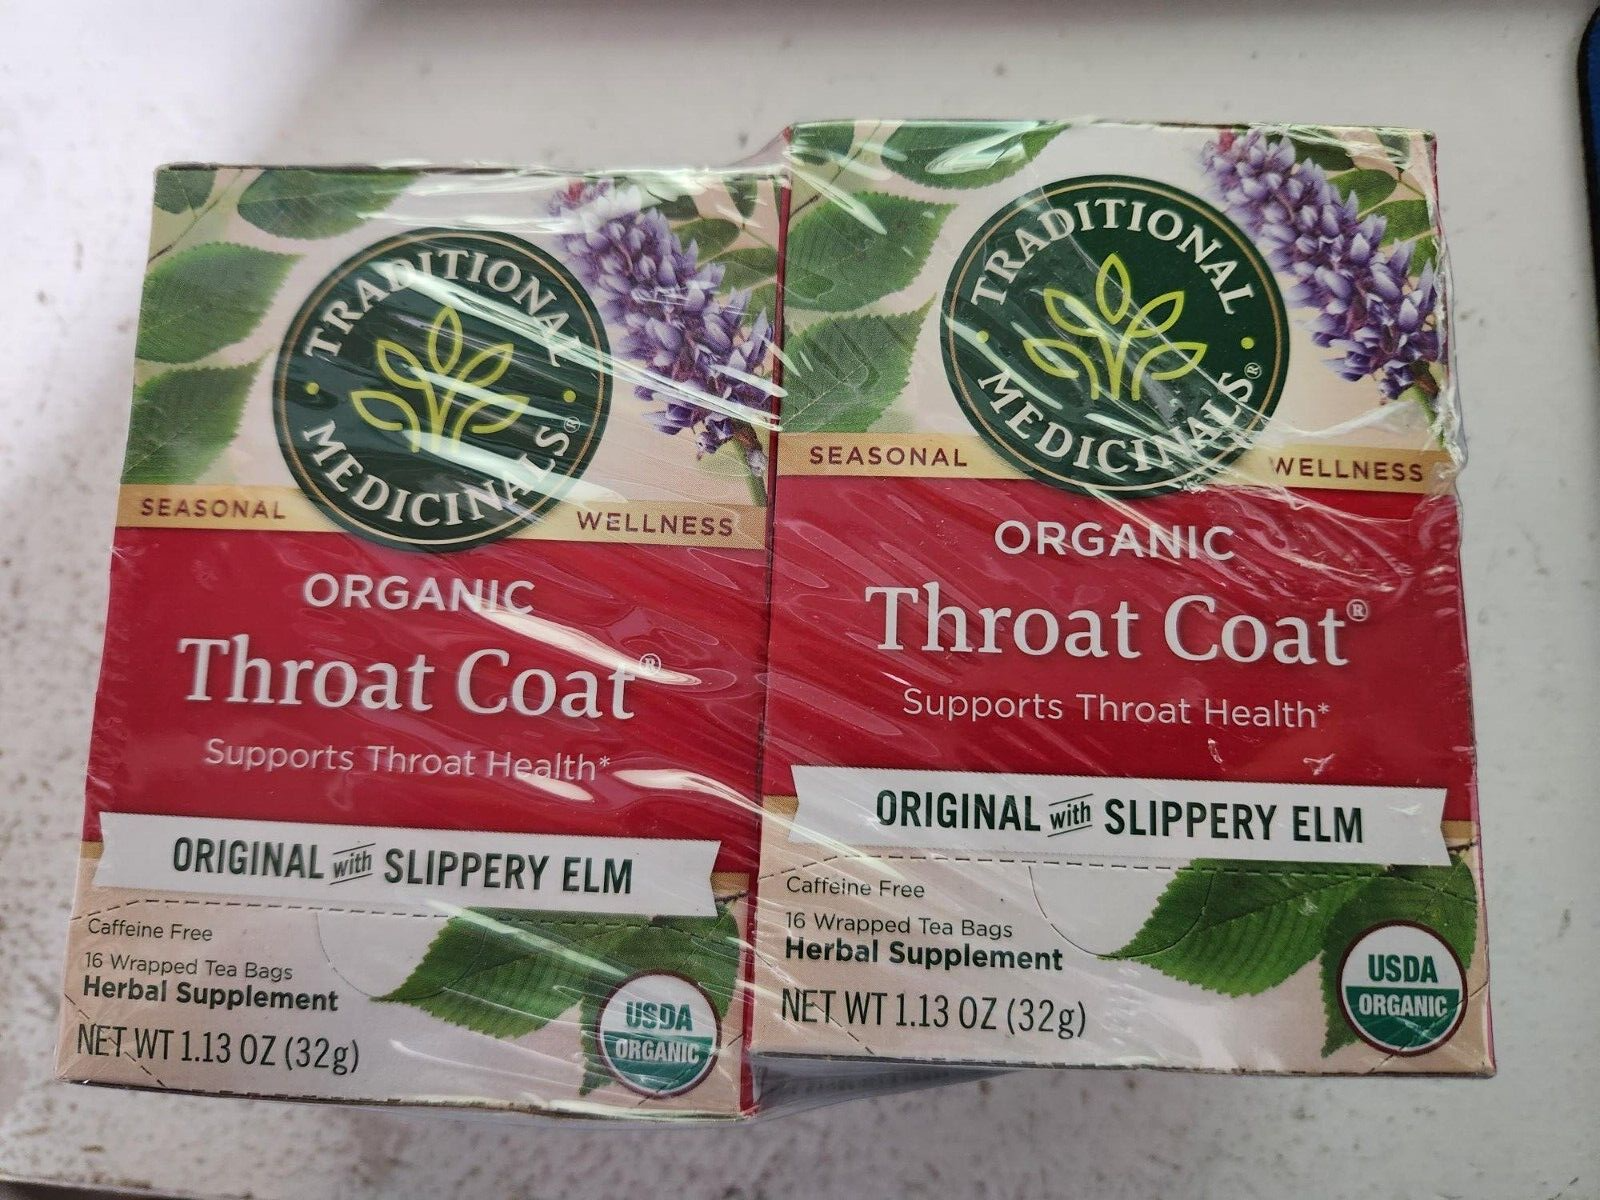 TRADITIONAL
MEDICINALS®
SEASONAL
WELLNESS
ORGANIC
Throat Coat®
Supports Throat Health*
ORIGINAL with SLIPPERY ELM
Caffeine Free
16 Wrapped Tea Bags
Herbal Supplement
NET WT 1.13 OZ (32g)
USDA
ORGANIC
TRADITIONAL
MEDICINALS®
SEASONAL
WELLNESS
ORGANIC
Throat Coat®
Supports Throat Health*
ORIGINAL with SLIPPERY ELM
Caffeine Free
16 Wrapped Tea Bags
Herbal Supplement
NET WT 1.13 OZ (32g)
USDA
ORGANIC